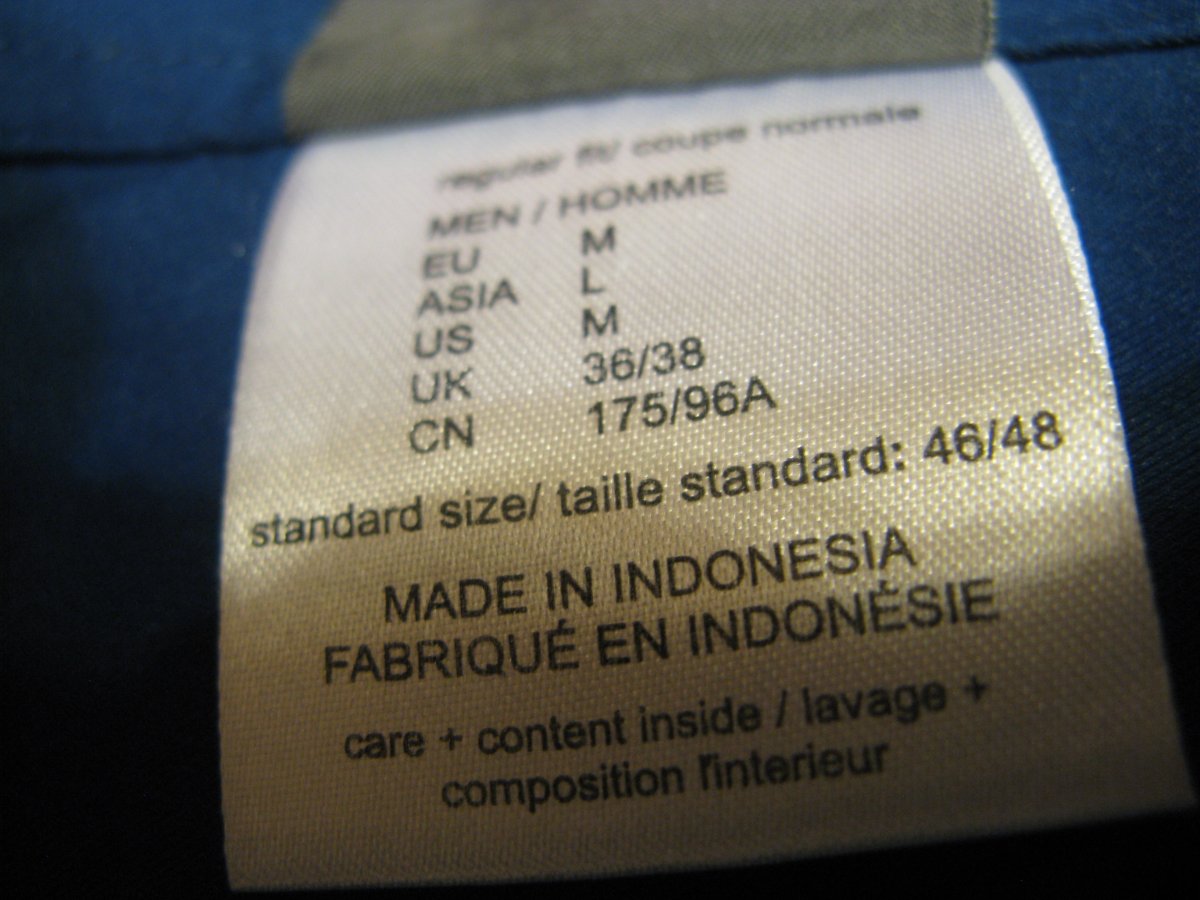 regular fit/ coupe normale
MEN / HOMME
EU M
ASIA L
US M
UK 36/38
CN 175/96A
standard size/ taille standard: 46/48
MADE IN INDONESIA
FABRIQUÉ EN INDONÉSIE
care + content inside / lavage +
composition l'interieur